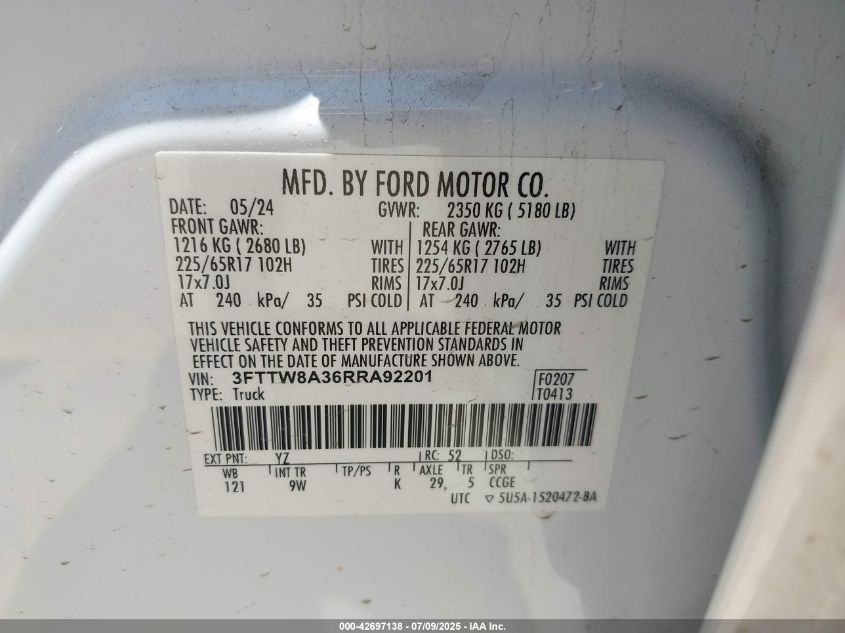 MFD. BY FORD MOTOR CO.
DATE: 05/24 GVWR: 2350 KG ( 5180 LB)
FRONT GAWR: REAR GAWR:
1216 KG ( 2680 LB) WITH 1254 KG ( 2765 LB) WITH
225/65R17 102H TIRES 225/65R17 102H TIRES
17x7.0J RIMS 17x7.0J RIMS
AT 240 kPa/ 35 PSI COLD AT 240 kPa/ 35 PSI COLD
THIS VEHICLE CONFORMS TO ALL APPLICABLE FEDERAL MOTOR
VEHICLE SAFETY AND THEFT PREVENTION STANDARDS IN
EFFECT ON THE DATE OF MANUFACTURE SHOWN ABOVE.
VIN: 3FTTW8A36RRA92201 F0207
TYPE: Truck T0413
EXT PNT: YZ RC: 52 DSO:
WB INT TR TP/PS R AXLE TR SPR
121 9W K 29, 5 CCGE
UTC ▽ 5U5A-1520472-BA
000-42697138 - 07/09/2025 - IAA Inc.